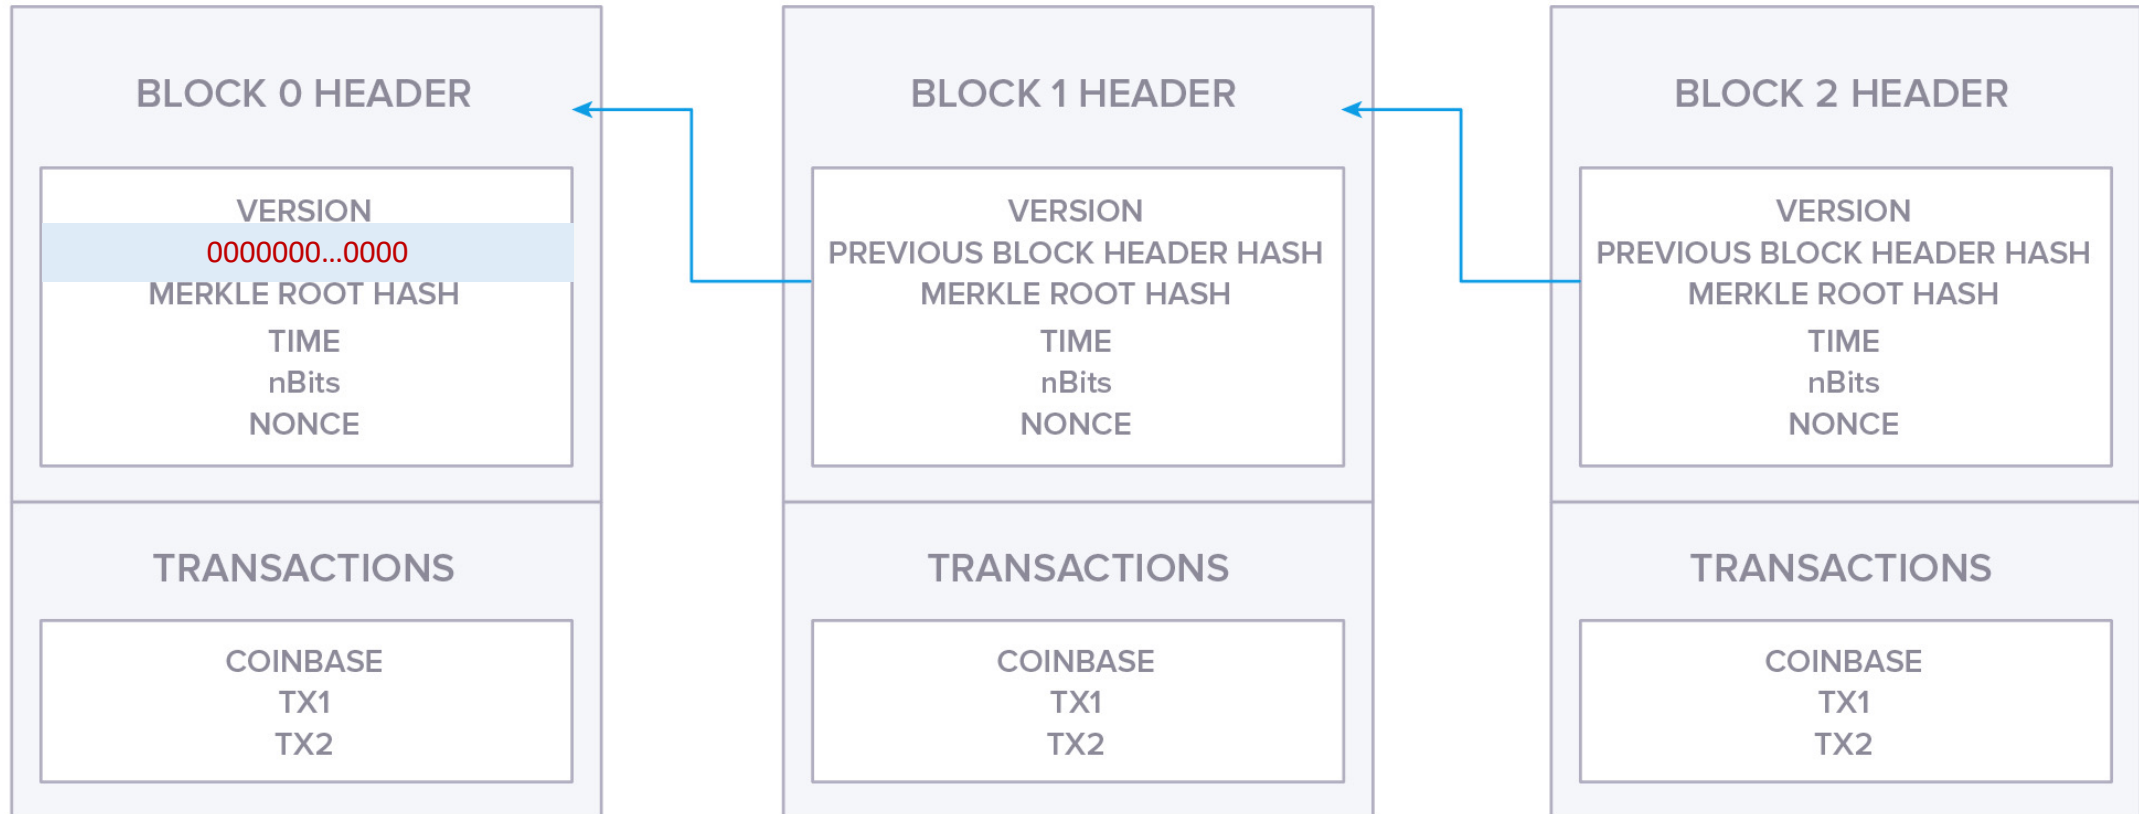 BLOCK 0 HEADER
VERSION
0000000...0000
MERKLE ROOT HASH
TIME
nBits
NONCE
TRANSACTIONS
COINBASE
TX1
TX2
BLOCK 1 HEADER
VERSION
PREVIOUS BLOCK HEADER HASH
MERKLE ROOT HASH
TIME
nBits
NONCE
TRANSACTIONS
COINBASE
TX1
TX2
BLOCK 2 HEADER
VERSION
PREVIOUS BLOCK HEADER HASH
MERKLE ROOT HASH
TIME
nBits
NONCE
TRANSACTIONS
COINBASE
TX1
TX2